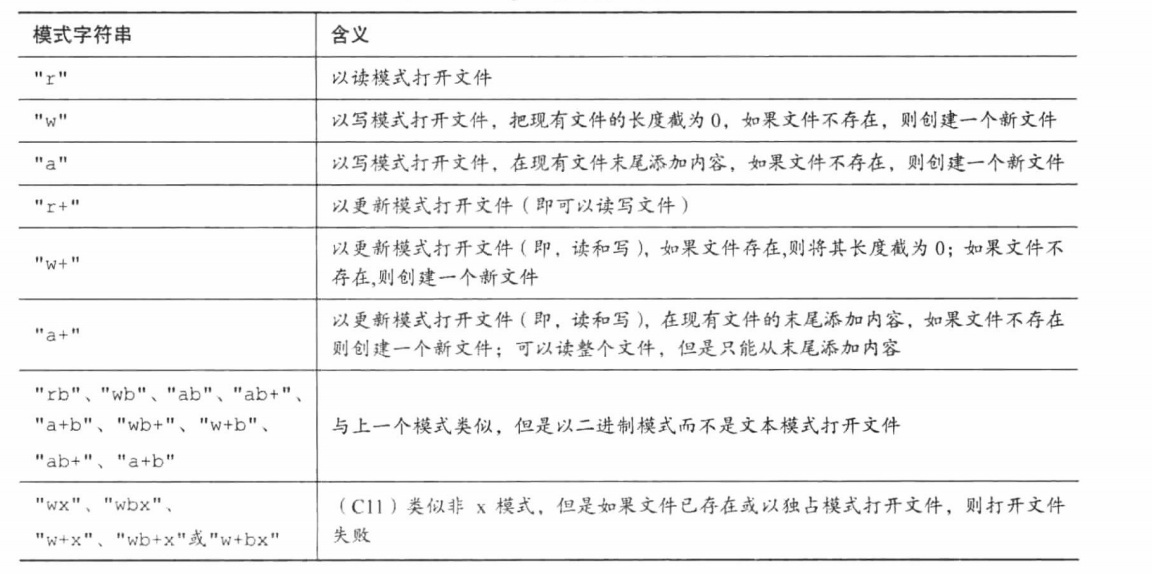 模式字符串 含义
"r" 以读模式打开文件
"w" 以写模式打开文件，把现有文件的长度截为 0，如果文件不存在，则创建一个新文件
"a" 以写模式打开文件，在现有文件末尾添加内容，如果文件不存在，则创建一个新文件
"r+" 以更新模式打开文件（即可以读写文件）
"w+" 以更新模式打开文件（即，读和写），如果文件存在,则将其长度截为 0；如果文件不
存在,则创建一个新文件
"a+" 以更新模式打开文件（即，读和写），在现有文件的末尾添加内容，如果文件不存在
则创建一个新文件；可以读整个文件，但是只能从末尾添加内容
"rb"、"wb"、"ab"、"ab+"、
"a+b"、"wb+"、"w+b"、
"ab+"、"a+b"
与上一个模式类似，但是以二进制模式而不是文本模式打开文件
"wx"、"wbx"、
"w+x"、"wb+x"或"w+bx"
（C11）类似非 x 模式，但是如果文件已存在或以独占模式打开文件，则打开文件
失败